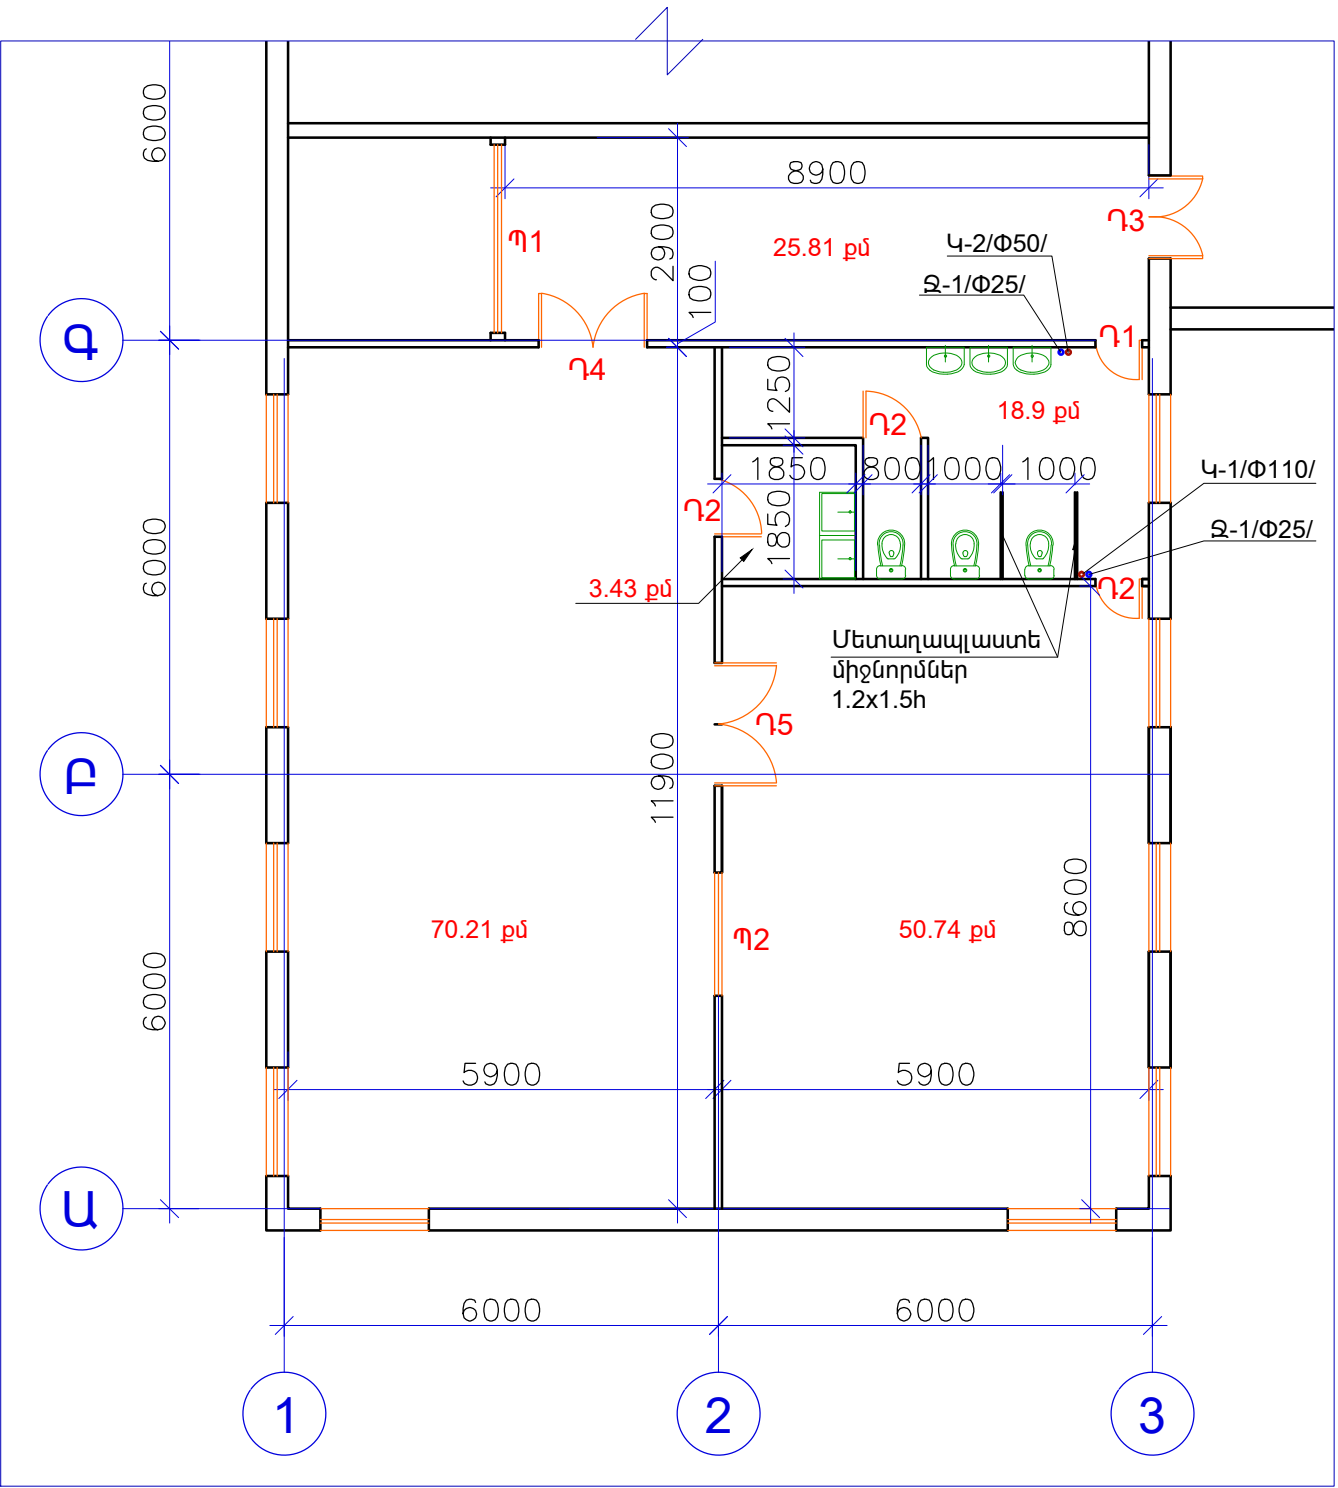 6000
8900
Դ3
2900
Պ1
25.81 քմ
Կ-2/Փ50/
Ջ-1/Փ25/
100
Գ
Դ4
Դ1
1250
Դ2
18.9 քմ
1850
800
1000
1000
Կ-1/Փ110/
Դ2
1850
Ջ-1/Փ25/
6000
3.43 քմ
Դ2
Մետաղապլաստե
միջնորմներ
1.2x1.5h
Դ5
Բ
11900
8600
70.21 քմ
Պ2
50.74 քմ
6000
5900
5900
Ա
6000
6000
1
2
3